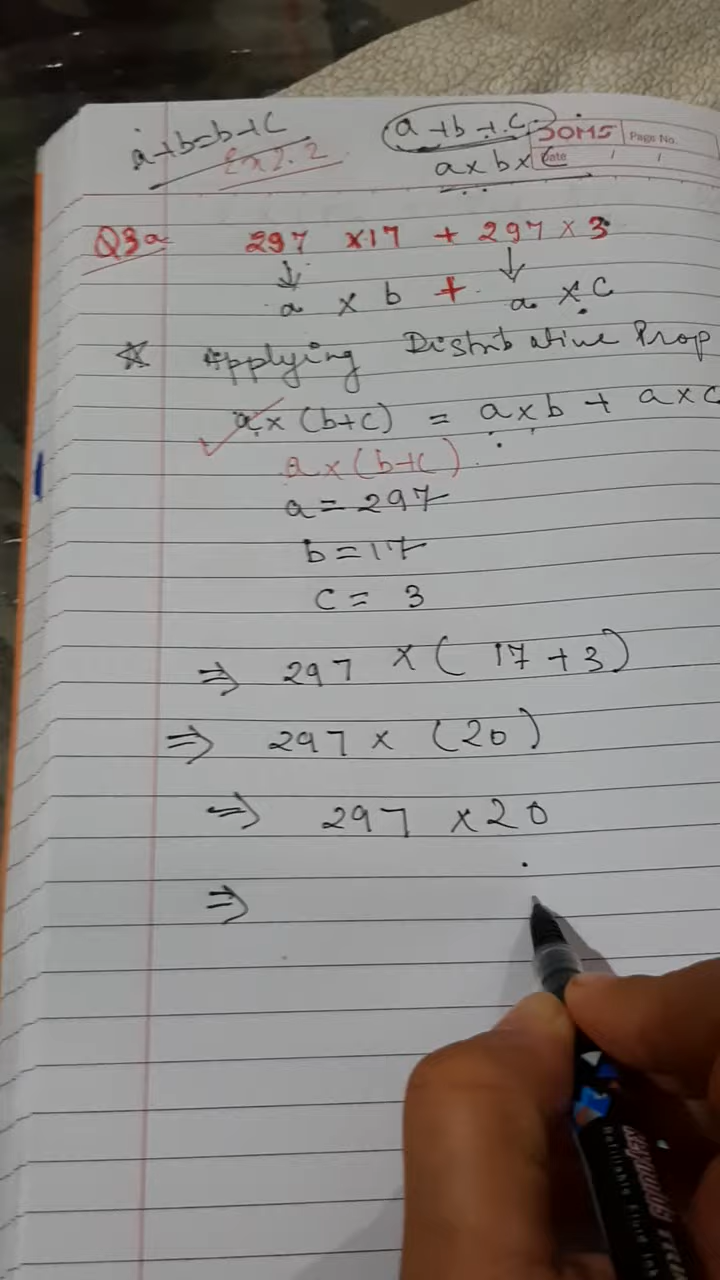 a+b=b+c
a+b+c
Ex 2.2
a×b×c
JOMS
Page No.
Date / /
Q3a 297 ×17 + 297 × 3
↓ ↓
a × b + a × c
☆ Applying Distributive Prop
✓ a× (b+c) = a×b + a×c
a×(b+c)
a = 297
b = 17
c = 3
⇒ 297 × ( 17 + 3 )
⇒ 297 × (20)
⇒ 297 ×20
⇒